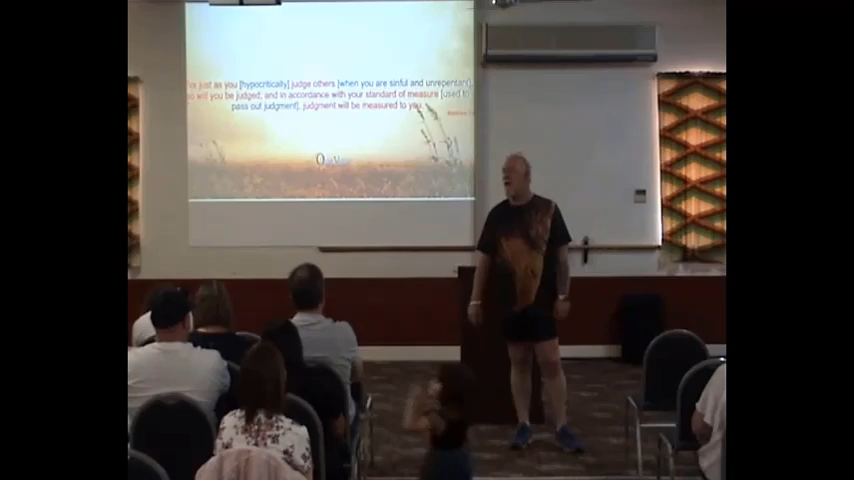 For just as you [hypocritically] judge others [when you are sinful and unrepentant],
so will you be judged; and in accordance with your standard of measure [used to
pass out judgment], judgment will be measured to you.